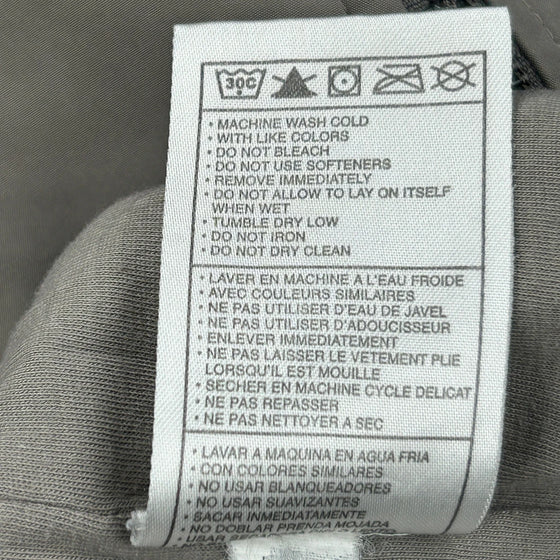 30C
• MACHINE WASH COLD
• WITH LIKE COLORS
• DO NOT BLEACH
• DO NOT USE SOFTENERS
• REMOVE IMMEDIATELY
• DO NOT ALLOW TO LAY ON ITSELF
WHEN WET
• TUMBLE DRY LOW
• DO NOT IRON
• DO NOT DRY CLEAN
• LAVER EN MACHINE A L'EAU FROIDE
• AVEC COULEURS SIMILAIRES
• NE PAS UTILISER D'EAU DE JAVEL
• NE PAS UTILISER D'ADOUCISSEUR
• ENLEVER IMMEDIATEMENT
• NE PAS LAISSER LE VETEMENT PLIE
LORSQU'IL EST MOUILLE
• SECHER EN MACHINE CYCLE DELICAT
• NE PAS REPASSER
• NE PAS NETTOYER A SEC
• LAVAR A MAQUINA EN AGUA FRIA
• CON COLORES SIMILARES
• NO USAR BLANQUEADORES
• NO USAR SUAVIZANTES
• SACAR INMEDIATAMENTE
• NO DOBLAR PRENDA MOJADA
• USAR